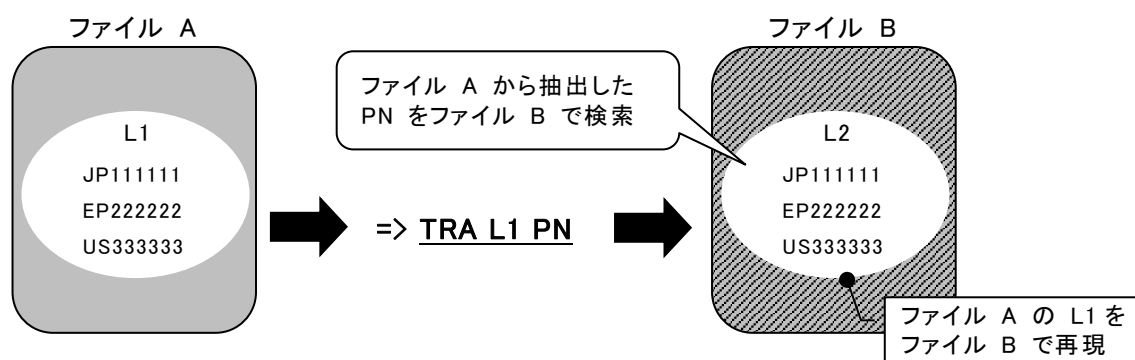 ファイル A
L1
JP111111
EP222222
US333333
=> TRA L1 PN
ファイル A から抽出した
PN をファイル B で検索
ファイル B
L2
JP111111
EP222222
US333333
ファイル A の L1を
ファイル B で再現